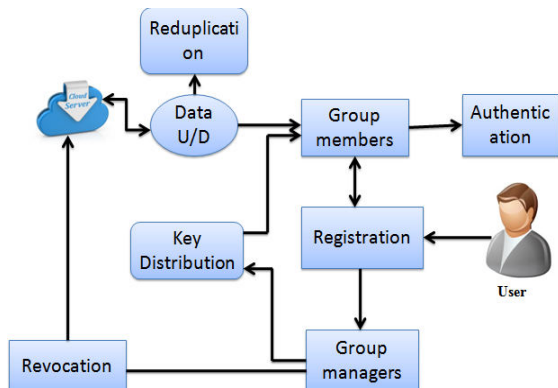 Reduplicati
on
Cloud
Server
Data
U/D
Group
members
Authentic
ation
Key
Distribution
Registration
User
Revocation
Group
managers